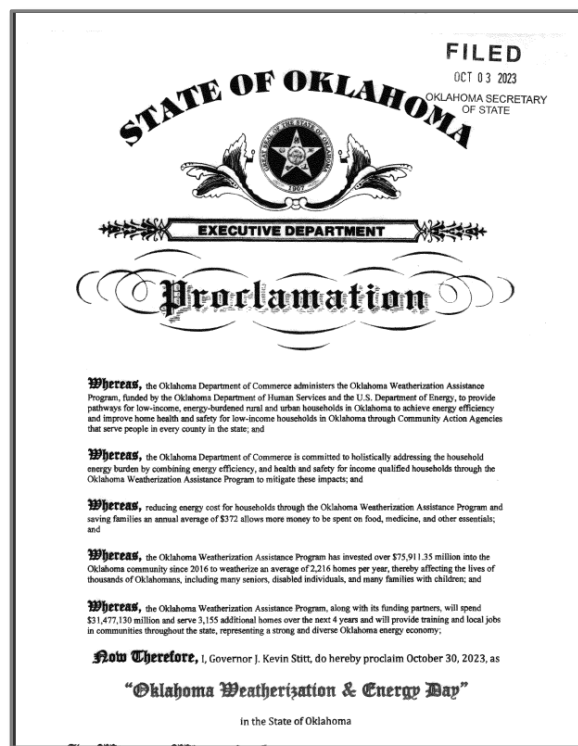 FILED
OCT 03 2023
OKLAHOMA SECRETARY
OF STATE
STATE OF OKLAHOMA
GREAT SEAL OF THE STATE OF OKLAHOMA
1907
EXECUTIVE DEPARTMENT
Proclamation
Whereas, the Oklahoma Department of Commerce administers the Oklahoma Weatherization Assistance
Program, funded by the Oklahoma Department of Human Services and the U.S. Department of Energy, to provide
pathways for low-income, energy-burdened rural and urban households in Oklahoma to achieve energy efficiency
and improve home health and safety for low-income households in Oklahoma through Community Action Agencies
that serve people in every county in the state; and
Whereas, the Oklahoma Department of Commerce is committed to holistically addressing the household
energy burden by combining energy efficiency, and health and safety for income qualified households through the
Oklahoma Weatherization Assistance Program to mitigate these impacts; and
Whereas, reducing energy cost for households through the Oklahoma Weatherization Assistance Program and
saving families an annual average of $372 allows more money to be spent on food, medicine, and other essentials;
and
Whereas, the Oklahoma Weatherization Assistance Program has invested over $75,911.35 million into the
Oklahoma community since 2016 to weatherize an average of 2,216 homes per year, thereby affecting the lives of
thousands of Oklahomans, including many seniors, disabled individuals, and many families with children; and
Whereas, the Oklahoma Weatherization Assistance Program, along with its funding partners, will spend
$31,477,130 million and serve 3,155 additional homes over the next 4 years and will provide training and local jobs
in communities throughout the state, representing a strong and diverse Oklahoma energy economy;
Now Therefore, I, Governor J. Kevin Stitt, do hereby proclaim October 30, 2023, as
"Oklahoma Weatherization & Energy Day"
in the State of Oklahoma